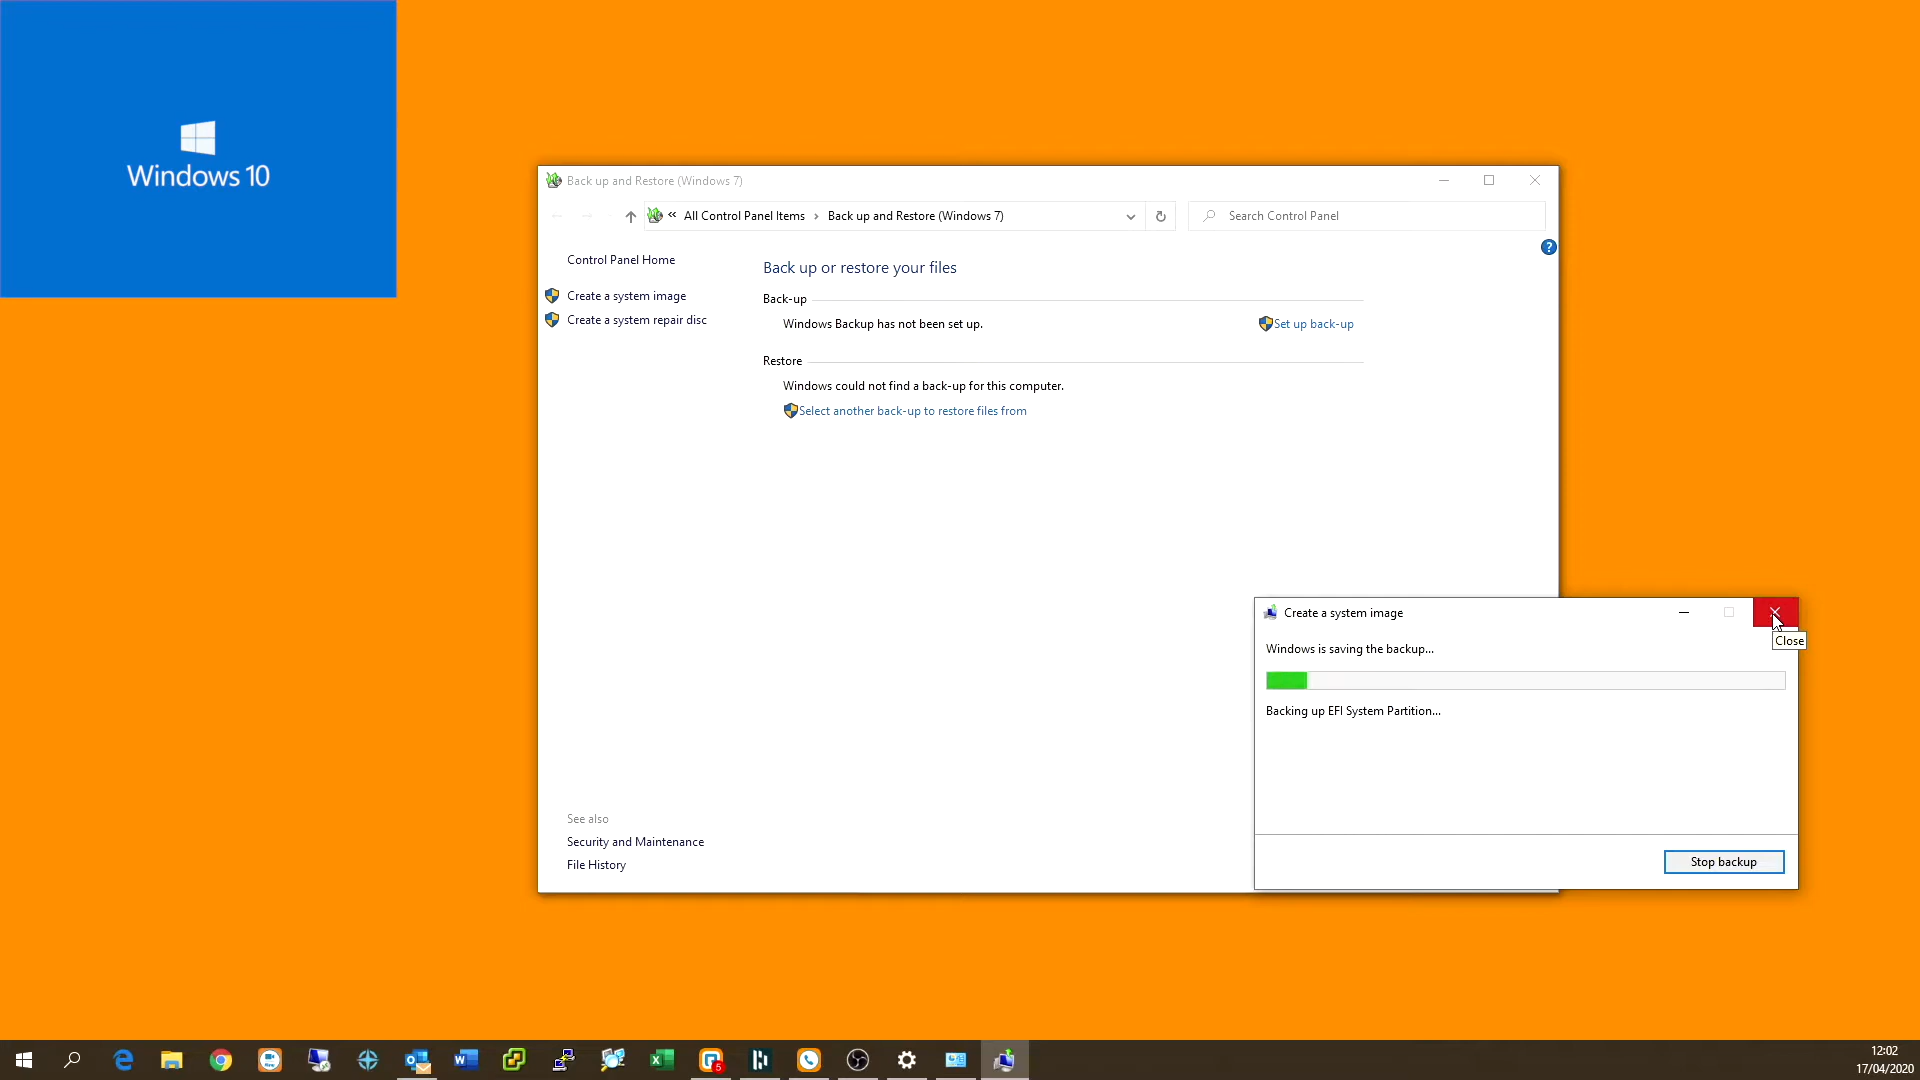 Windows 10
Back up and Restore (Windows 7)
« All Control Panel Items › Back up and Restore (Windows 7)
Search Control Panel
?
Control Panel Home
Create a system image
Create a system repair disc
Back up or restore your files
Back-up
Windows Backup has not been set up.
Set up back-up
Restore
Windows could not find a back-up for this computer.
Select another back-up to restore files from
See also
Security and Maintenance
File History
Create a system image
Close
Windows is saving the backup...
Backing up EFI System Partition...
Stop backup
5
12:02
17/04/2020